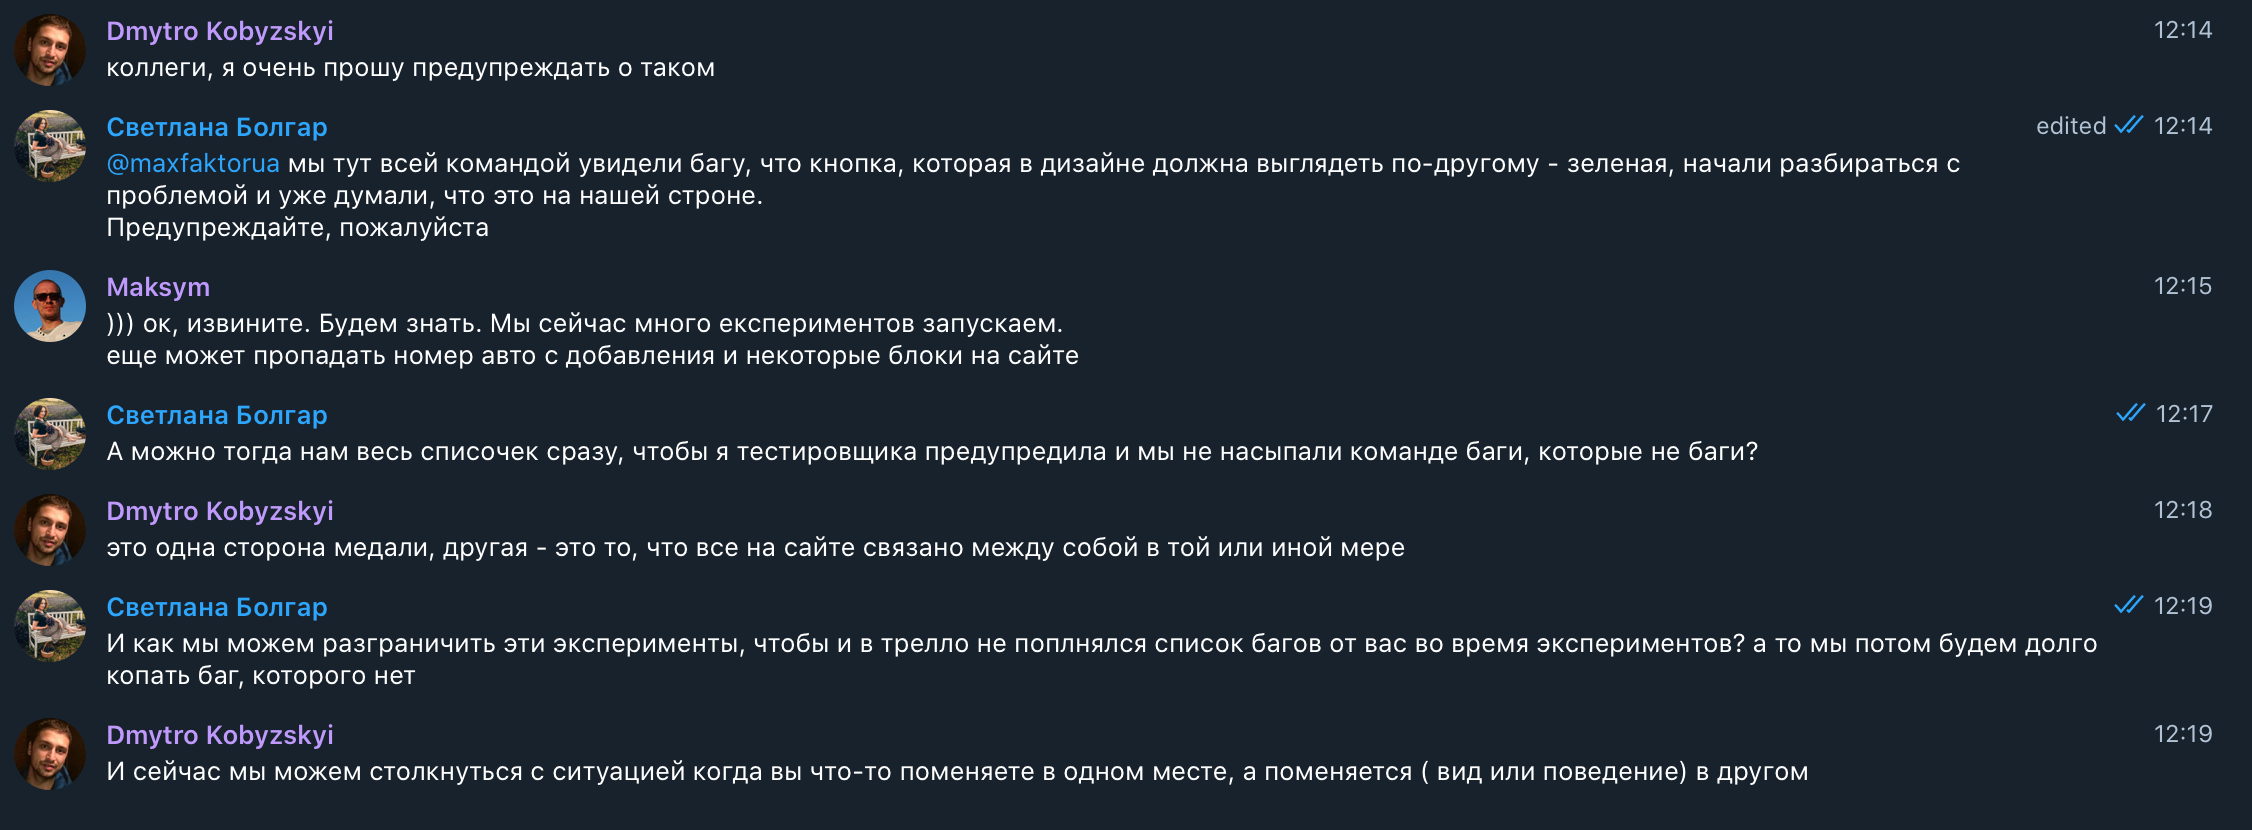 Dmytro Kobyzskyi 12:14
коллеги, я очень прошу предупреждать о таком
Светлана Болгар edited 12:14
@maxfaktorua мы тут всей командой увидели багу, что кнопка, которая в дизайне должна выглядеть по-другому - зеленая, начали разбираться с
проблемой и уже думали, что это на нашей строне.
Предупреждайте, пожалуйста
Maksym 12:15
))) ок, извините. Будем знать. Мы сейчас много експериментов запускаем.
еще может пропадать номер авто с добавления и некоторые блоки на сайте
Светлана Болгар 12:17
А можно тогда нам весь списочек сразу, чтобы я тестировщика предупредила и мы не насыпали команде баги, которые не баги?
Dmytro Kobyzskyi 12:18
это одна сторона медали, другая - это то, что все на сайте связано между собой в той или иной мере
Светлана Болгар 12:19
И как мы можем разграничить эти эксперименты, чтобы и в трелло не поплнялся список багов от вас во время экспериментов? а то мы потом будем долго
копать баг, которого нет
Dmytro Kobyzskyi 12:19
И сейчас мы можем столкнуться с ситуацией когда вы что-то поменяете в одном месте, а поменяется ( вид или поведение) в другом